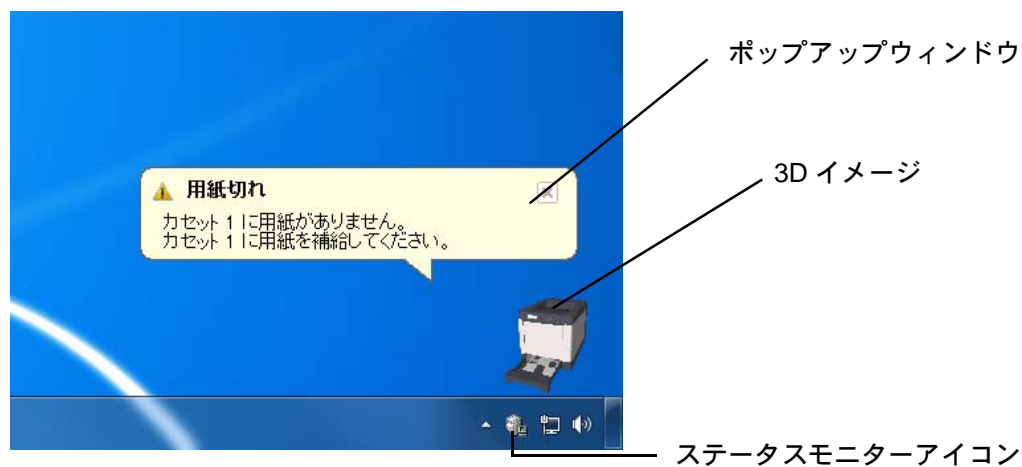 ポップアップウィンドウ
3D イメージ
用紙切れ
カセット 1 に用紙がありません。
カセット 1 に用紙を補給してください。
ステータスモニターアイコン